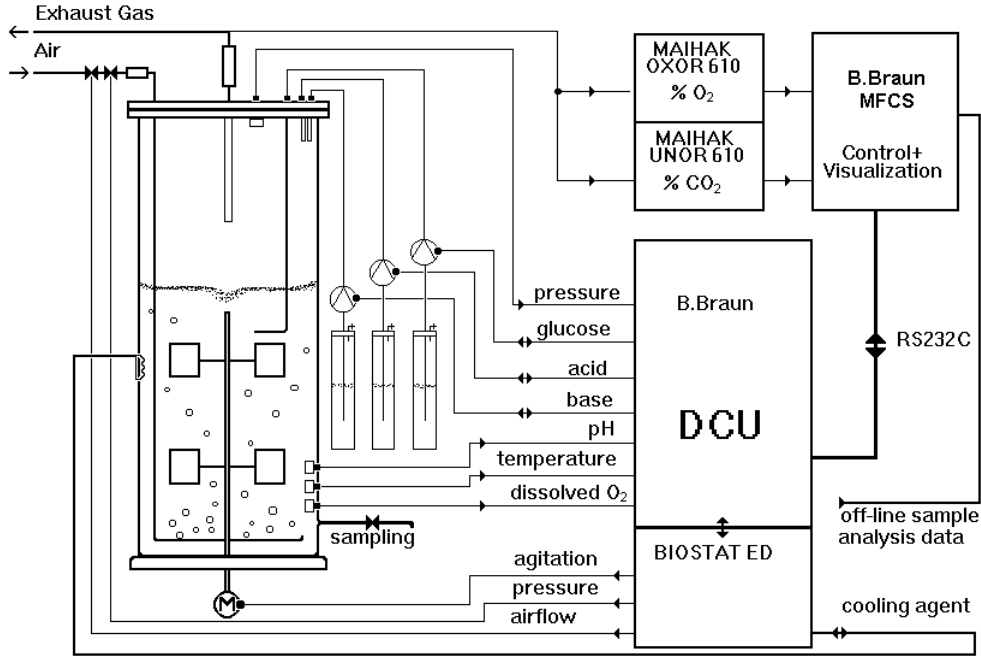 Exhaust Gas
Air
MAIHAK
OXOR 610
% O₂
MAIHAK
UNOR 610
% CO₂
B.Braun
MFCS
Control+
Visualization
pressure
glucose
acid
base
pH
temperature
dissolved O₂
B.Braun
DCU
RS232C
off-line sample
analysis data
sampling
BIOSTAT ED
agitation
pressure
airflow
M
cooling agent